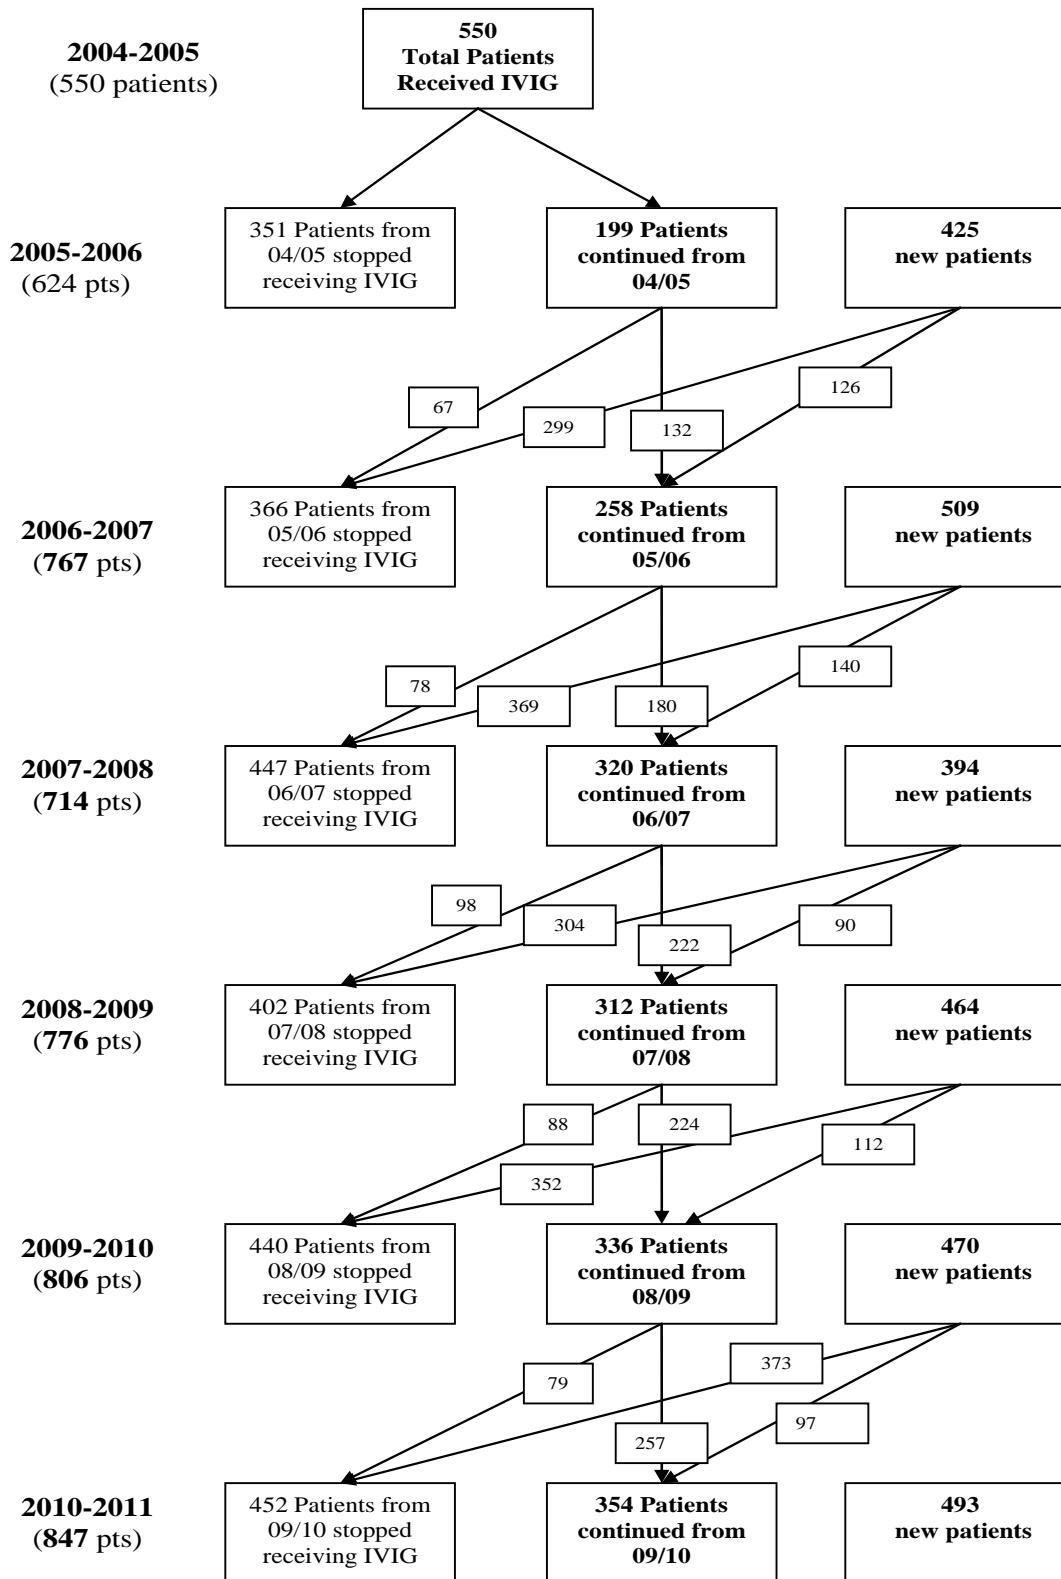 550
Total Patients
Received IVIG
2004-2005
(550 patients)
2005-2006
(624 pts)
351 Patients from
04/05 stopped
receiving IVIG
199 Patients
continued from
04/05
425
new patients
67
299
132
126
2006-2007
(767 pts)
366 Patients from
05/06 stopped
receiving IVIG
258 Patients
continued from
05/06
509
new patients
78
369
180
140
2007-2008
(714 pts)
447 Patients from
06/07 stopped
receiving IVIG
320 Patients
continued from
06/07
394
new patients
98
304
222
90
2008-2009
(776 pts)
402 Patients from
07/08 stopped
receiving IVIG
312 Patients
continued from
07/08
464
new patients
88
352
224
112
2009-2010
(806 pts)
440 Patients from
08/09 stopped
receiving IVIG
336 Patients
continued from
08/09
470
new patients
79
373
257
97
2010-2011
(847 pts)
452 Patients from
09/10 stopped
receiving IVIG
354 Patients
continued from
09/10
493
new patients